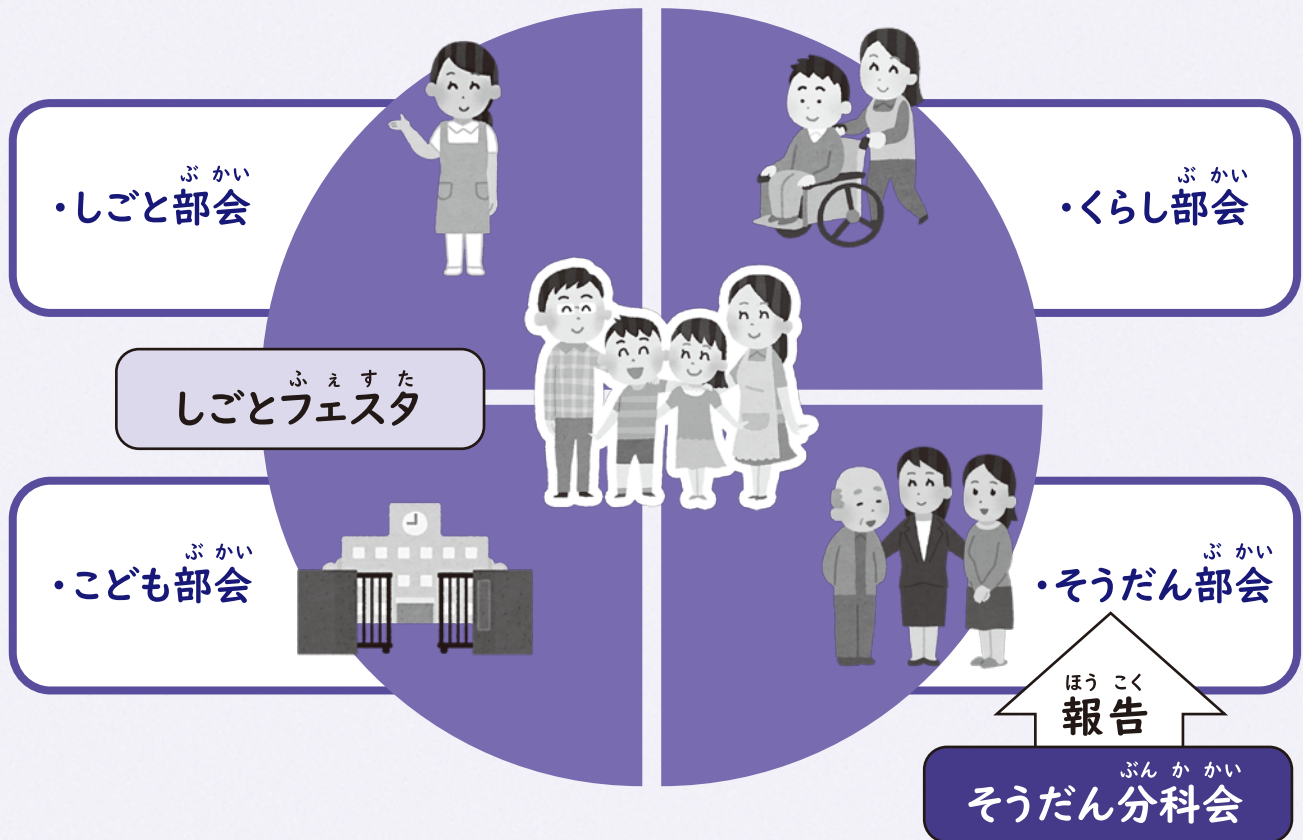 ぶ かい
・しごと部会
ぶ かい
・くらし部会
ふぇすた
しごとフェスタ
ぶ かい
・こども部会
ぶ かい
・そうだん部会
ほう こく
報告
ぶん か かい
そうだん分科会